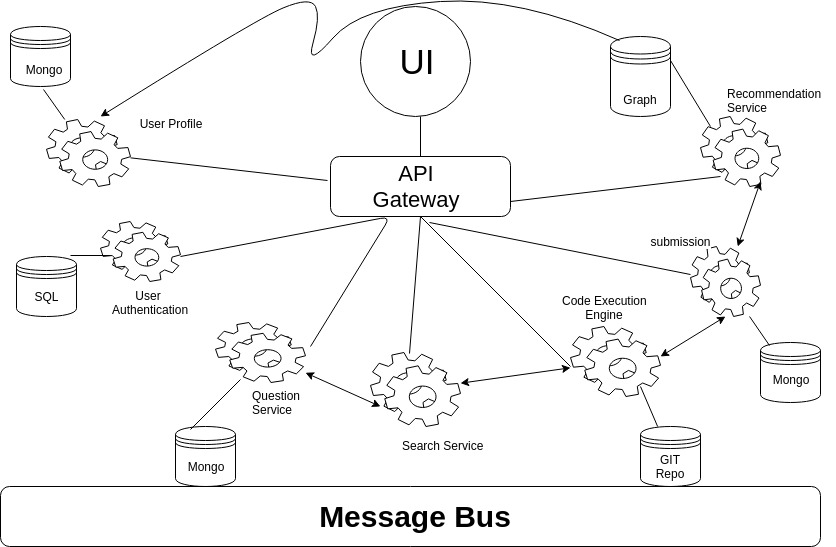 UI
Mongo
Graph
Recommendation
Service
User Profile
API
Gateway
submission
SQL
User
Authentication
Code Execution
Engine
Mongo
Question
Service
Search Service
Mongo
GIT
Repo
Message Bus